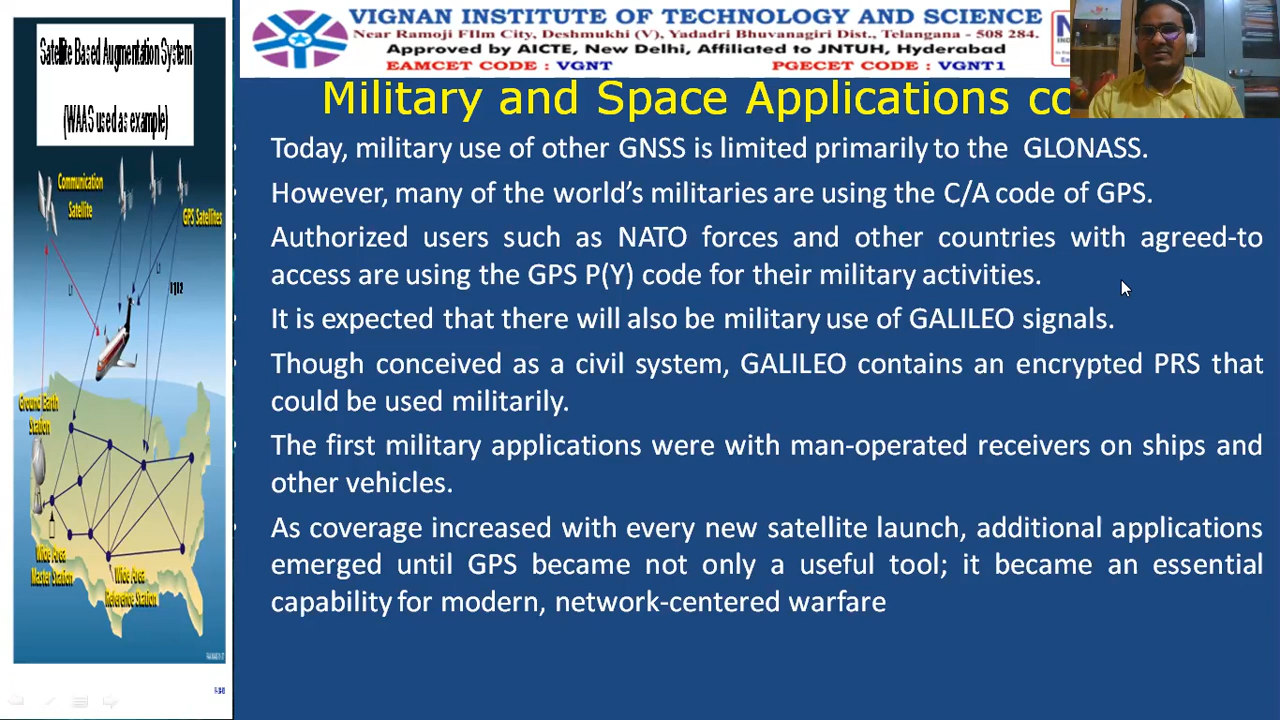 Satellite Based Augmentation System
(WAAS used as example)
Communication
Satellite
GPS Satellites
L1
L1
Ground Earth
Station
Wide Area
Master Station
Wide Area
Reference Station
VIGNAN INSTITUTE OF TECHNOLOGY AND SCIENCE
Near Ramoji Film City, Deshmukhi (V), Yadadri Bhuvanagiri Dist., Telangana - 508 284.
Approved by AICTE, New Delhi, Affiliated to JNTUH, Hyderabad
EAMCET CODE : VGNT PGECET CODE : VGNT1
Military and Space Applications co
Today, military use of other GNSS is limited primarily to the GLONASS.
However, many of the world's militaries are using the C/A code of GPS.
Authorized users such as NATO forces and other countries with agreed-to
access are using the GPS P(Y) code for their military activities.
It is expected that there will also be military use of GALILEO signals.
Though conceived as a civil system, GALILEO contains an encrypted PRS that
could be used militarily.
The first military applications were with man-operated receivers on ships and
other vehicles.
As coverage increased with every new satellite launch, additional applications
emerged until GPS became not only a useful tool; it became an essential
capability for modern, network-centered warfare